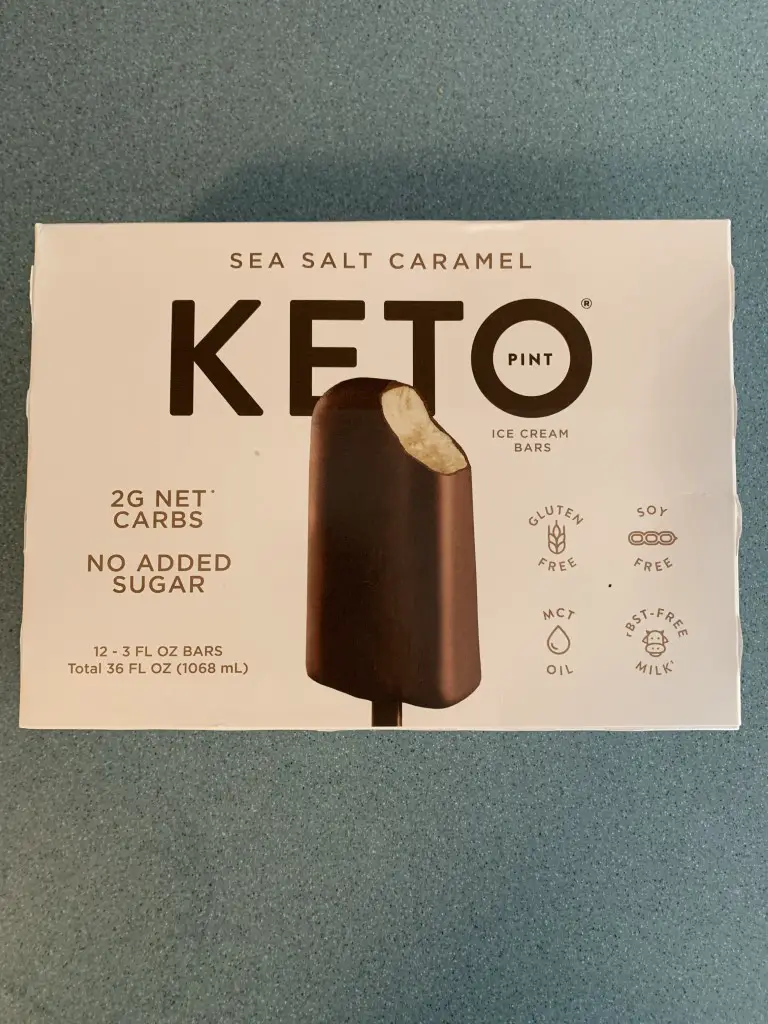 SEA SALT CARAMEL
KETO®
PINT
ICE CREAM
BARS
2G NET*
CARBS
NO ADDED
SUGAR
12 - 3 FL OZ BARS
Total 36 FL OZ (1068 mL)
GLUTEN
FREE
SOY
FREE
MCT
OIL
rBST-FREE
MILK†